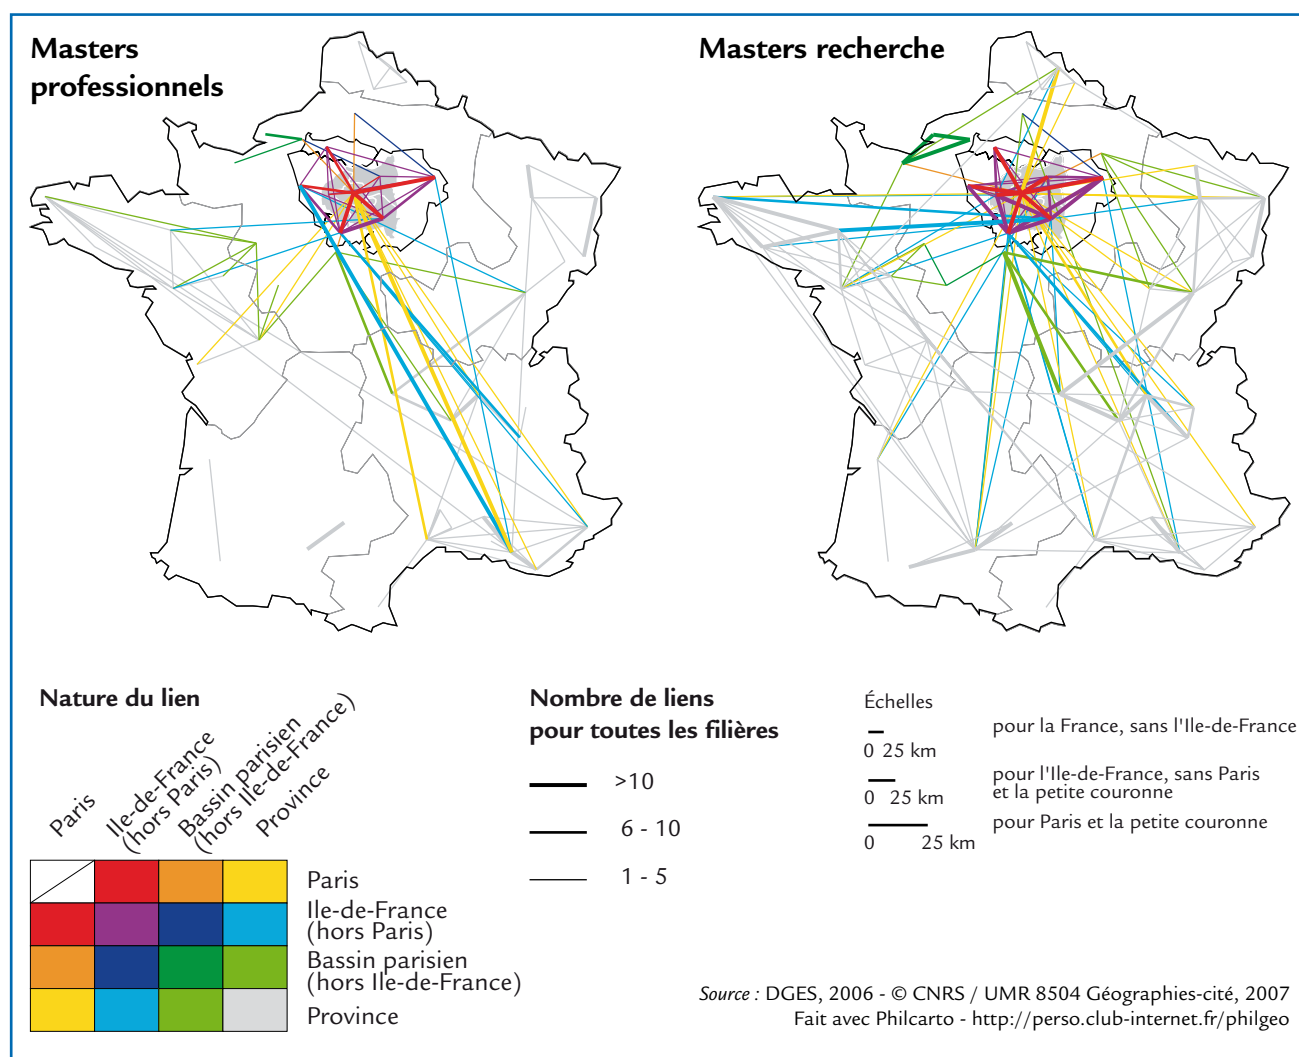 Masters
professionnels
Masters recherche
Nature du lien
Paris
Ile-de-France
(hors Paris)
Bassin parisien
(hors Ile-de-France)
Province
Paris
Ile-de-France
(hors Paris)
Bassin parisien
(hors Ile-de-France)
Province
Nombre de liens
pour toutes les filières
>10
6 - 10
1 - 5
Échelles
0 25 km
pour la France, sans l'Ile-de-France
0 25 km
pour l'Ile-de-France, sans Paris
et la petite couronne
0 25 km
pour Paris et la petite couronne
Source : DGES, 2006 - © CNRS / UMR 8504 Géographies-cité, 2007
Fait avec Philcarto - http://perso.club-internet.fr/philgeo